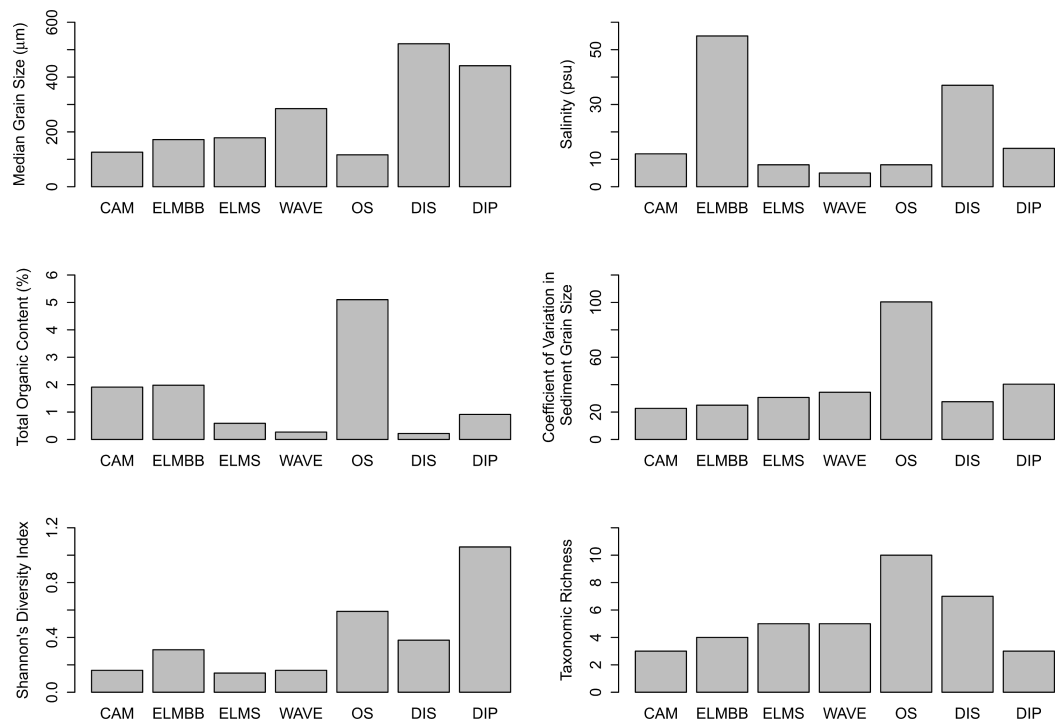 Median Grain Size (µm)
600
400
200
0
CAM ELMBB ELMS WAVE OS DIS DIP
Salinity (psu)
50
30
10
0
CAM ELMBB ELMS WAVE OS DIS DIP
Total Organic Content (%)
6
5
4
3
2
1
0
CAM ELMBB ELMS WAVE OS DIS DIP
Coefficient of Variation in
Sediment Grain Size
100
60
20
0
CAM ELMBB ELMS WAVE OS DIS DIP
Shannon's Diversity Index
1.2
0.8
0.4
0.0
CAM ELMBB ELMS WAVE OS DIS DIP
Taxonomic Richness
10
8
6
4
2
0
CAM ELMBB ELMS WAVE OS DIS DIP